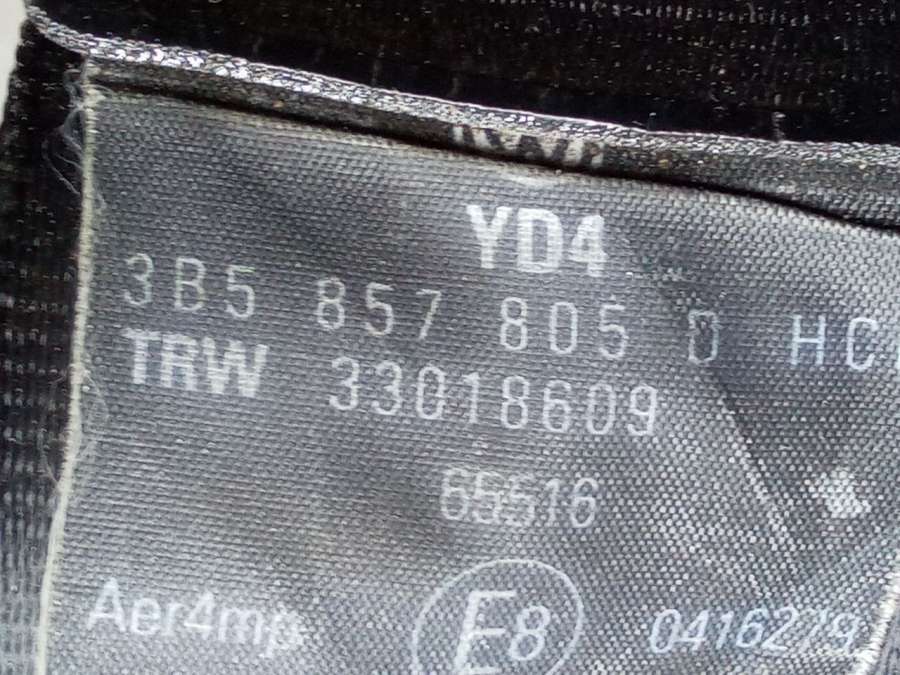 YD4
3B5 857 805 D HC
TRW 33018609
65516
Aer4mp E8 0416279